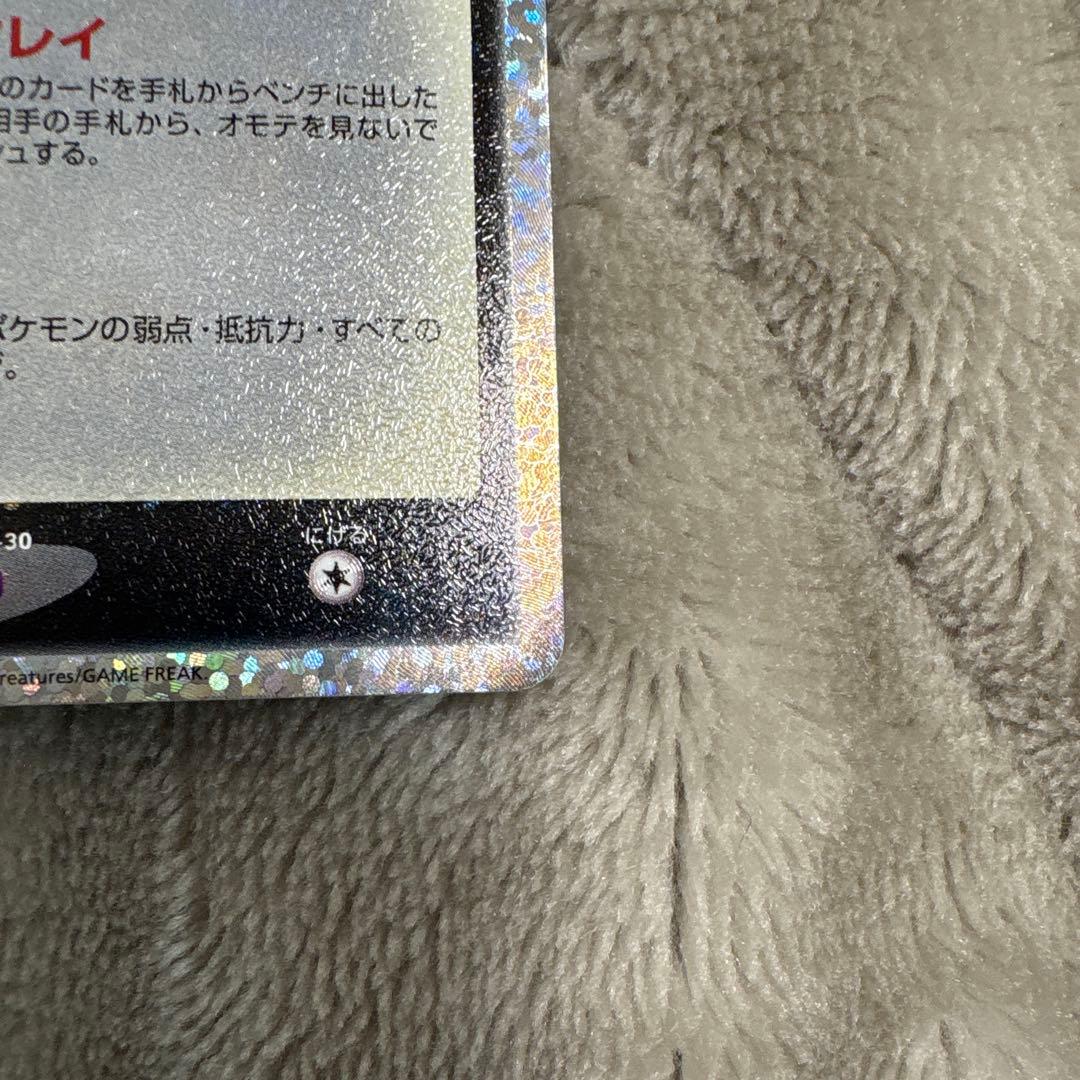 プレイ
のカードを手札からベンチに出した
相手の手札から、オモテを見ないで
シュする。
ポケモンの弱点・抵抗力・すべての
。
-30
にげる
reatures/GAME FREAK.